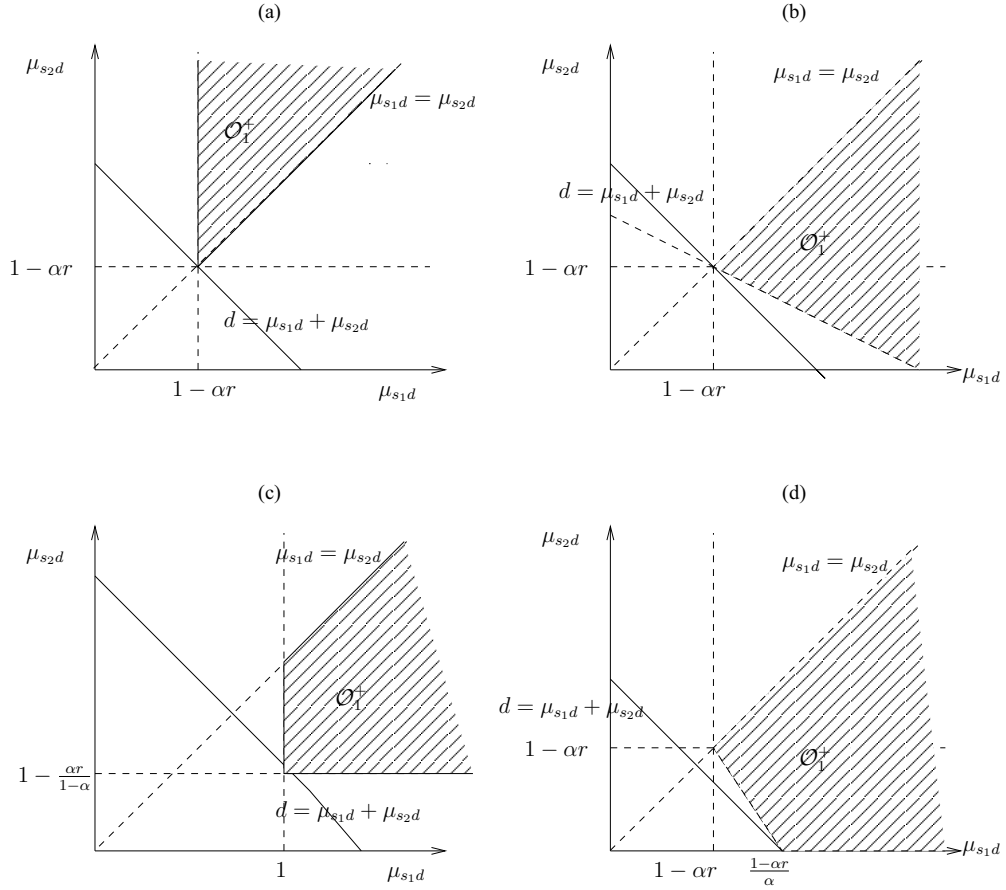 (a)
(b)
μ_{s_2d}
μ_{s_1d} = μ_{s_2d}
𝒪_1^+
1 − αr
d = μ_{s_1d} + μ_{s_2d}
1 − αr
μ_{s_1d}
μ_{s_2d}
μ_{s_1d} = μ_{s_2d}
d = μ_{s_1d} + μ_{s_2d}
𝒪_1^+
1 − αr
1 − αr
μ_{s_1d}
(c)
(d)
μ_{s_2d}
μ_{s_1d} = μ_{s_2d}
𝒪_1^+
1 − \frac{αr}{1−α}
d = μ_{s_1d} + μ_{s_2d}
1
μ_{s_1d}
μ_{s_2d}
μ_{s_1d} = μ_{s_2d}
d = μ_{s_1d} + μ_{s_2d}
1 − αr
𝒪_1^+
1 − αr
\frac{1−αr}{α}
μ_{s_1d}